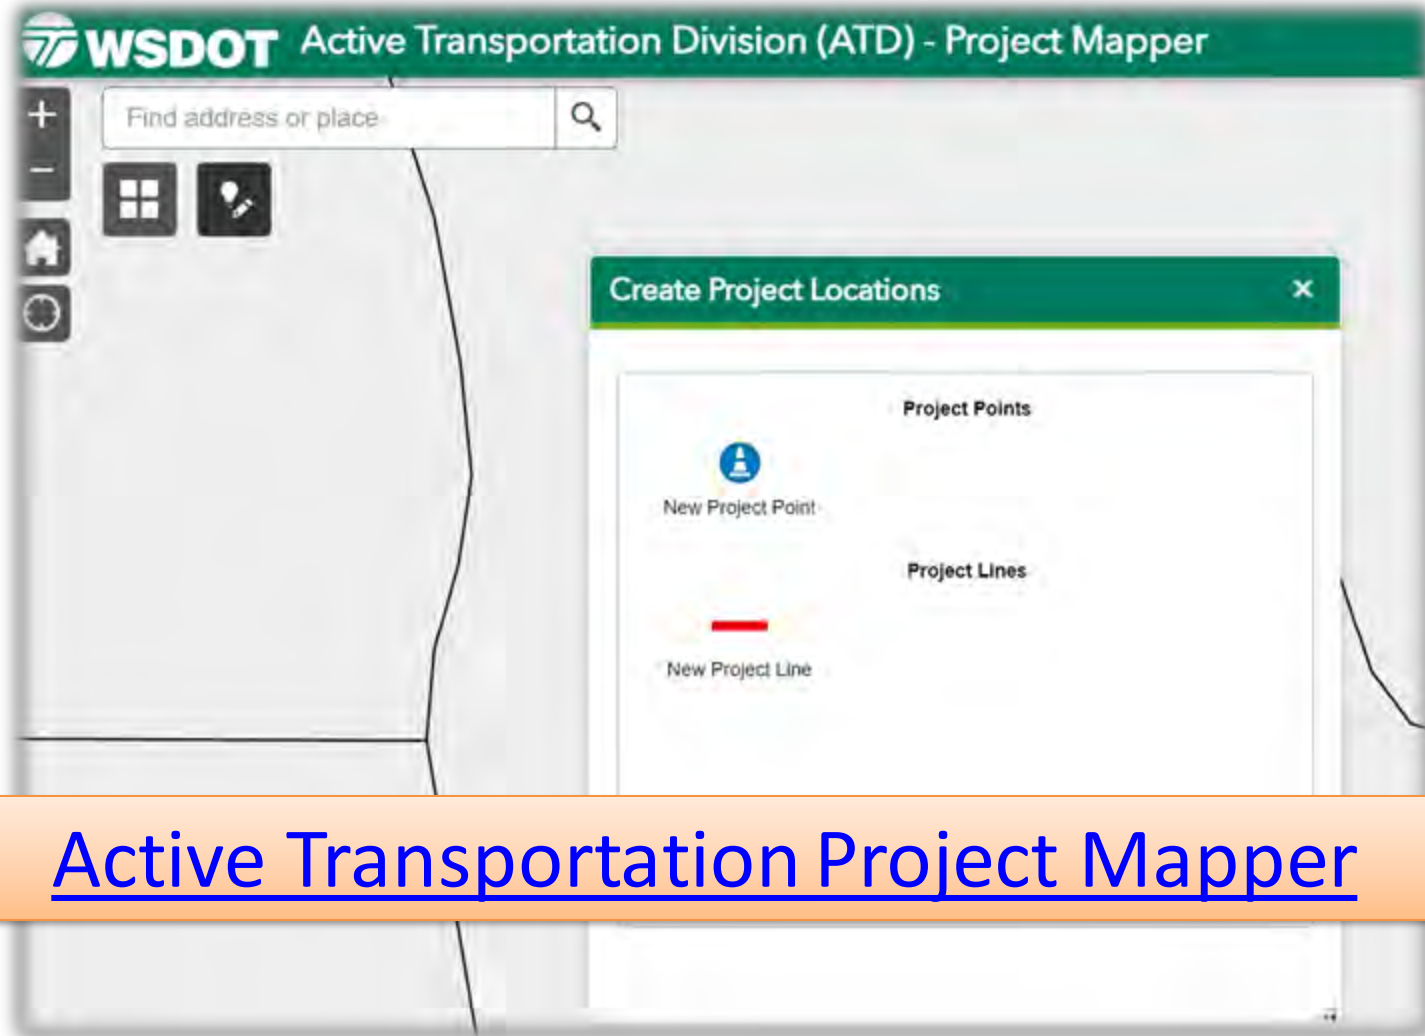 WSDOT Active Transportation Division (ATD) - Project Mapper
Find address or place
Create Project Locations
Project Points
New Project Point
Project Lines
New Project Line
Active Transportation Project Mapper